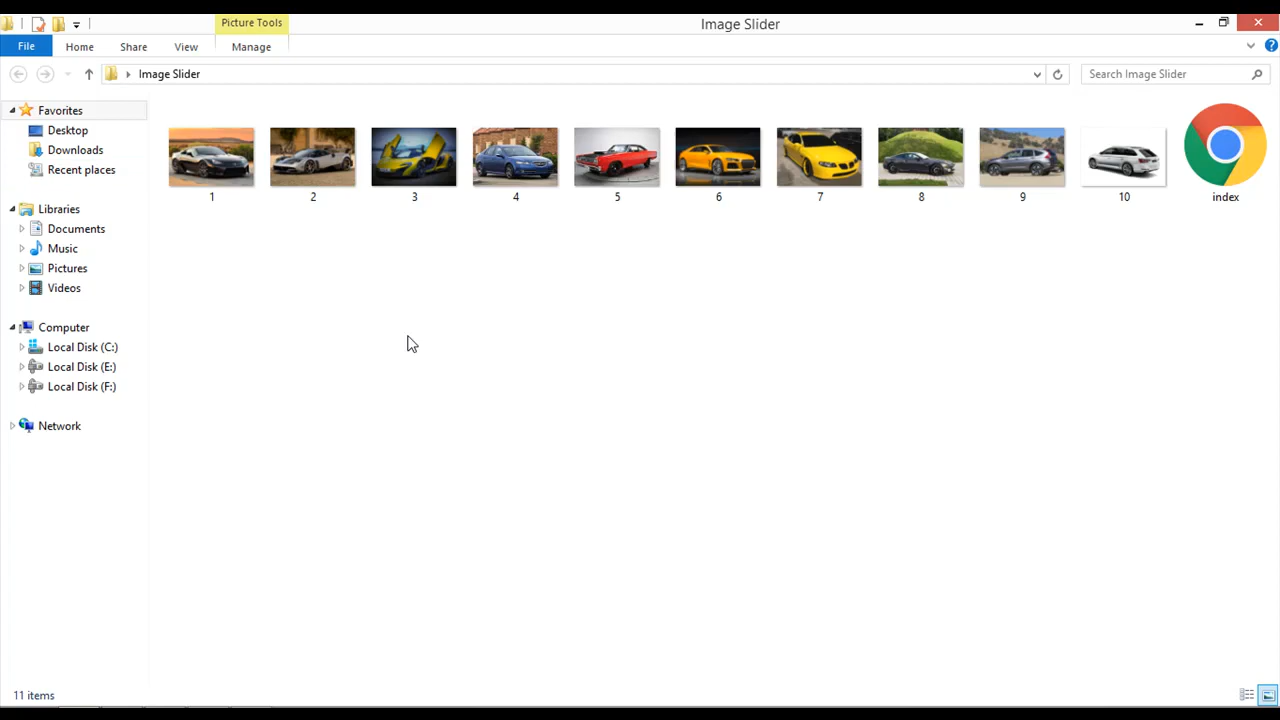 Picture Tools
Image Slider
File
Home
Share
View
Manage
Image Slider
Search Image Slider
Favorites
Desktop
Downloads
Recent places
Libraries
Documents
Music
Pictures
Videos
Computer
Local Disk (C:)
Local Disk (E:)
Local Disk (F:)
Network
1
2
3
4
5
6
7
8
9
10
index
11 items